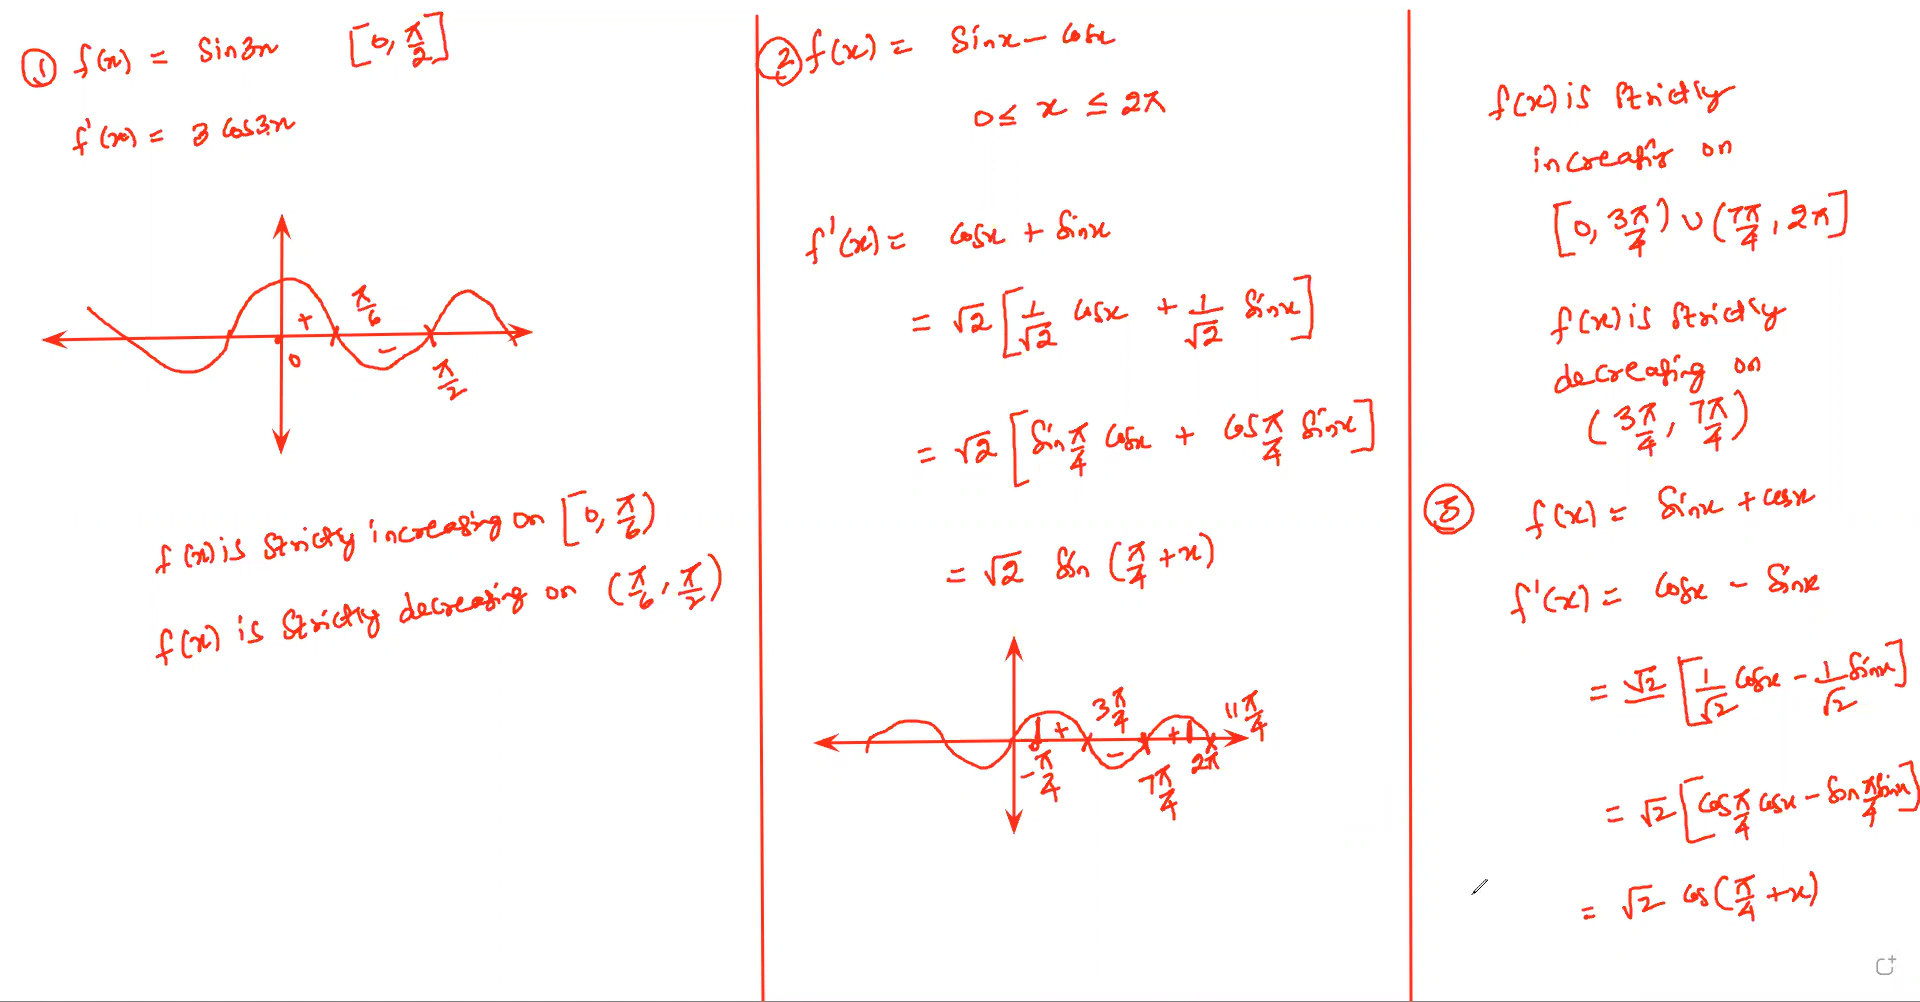 ① f(x) = Sin3x [0, π/2]
f'(x) = 3 cos3x
+ π/6
0 − π/2
f(x) is strictly increasing on [0, π/6)
f(x) is strictly decreasing on (π/6, π/2)
② f(x) = Sinx − cosx
0 ≤ x ≤ 2π
f'(x) = cosx + Sinx
= √2 [1/√2 cosx + 1/√2 Sinx]
= √2 [Sin π/4 cosx + cos π/4 Sinx]
= √2 Sin (π/4 + x)
3π/4 11π/4
+ − +
−π/4 7π/4 2π
f(x) is strictly
increasing on
[0, 3π/4) ∪ (7π/4, 2π]
f(x) is strictly
decreasing on
(3π/4, 7π/4)
③ f(x) = Sinx + cosx
f'(x) = cosx − Sinx
= √2 [1/√2 cosx − 1/√2 Sinx]
= √2 [cos π/4 cosx − Sin π/4 Sinx]
= √2 cos(π/4 + x)